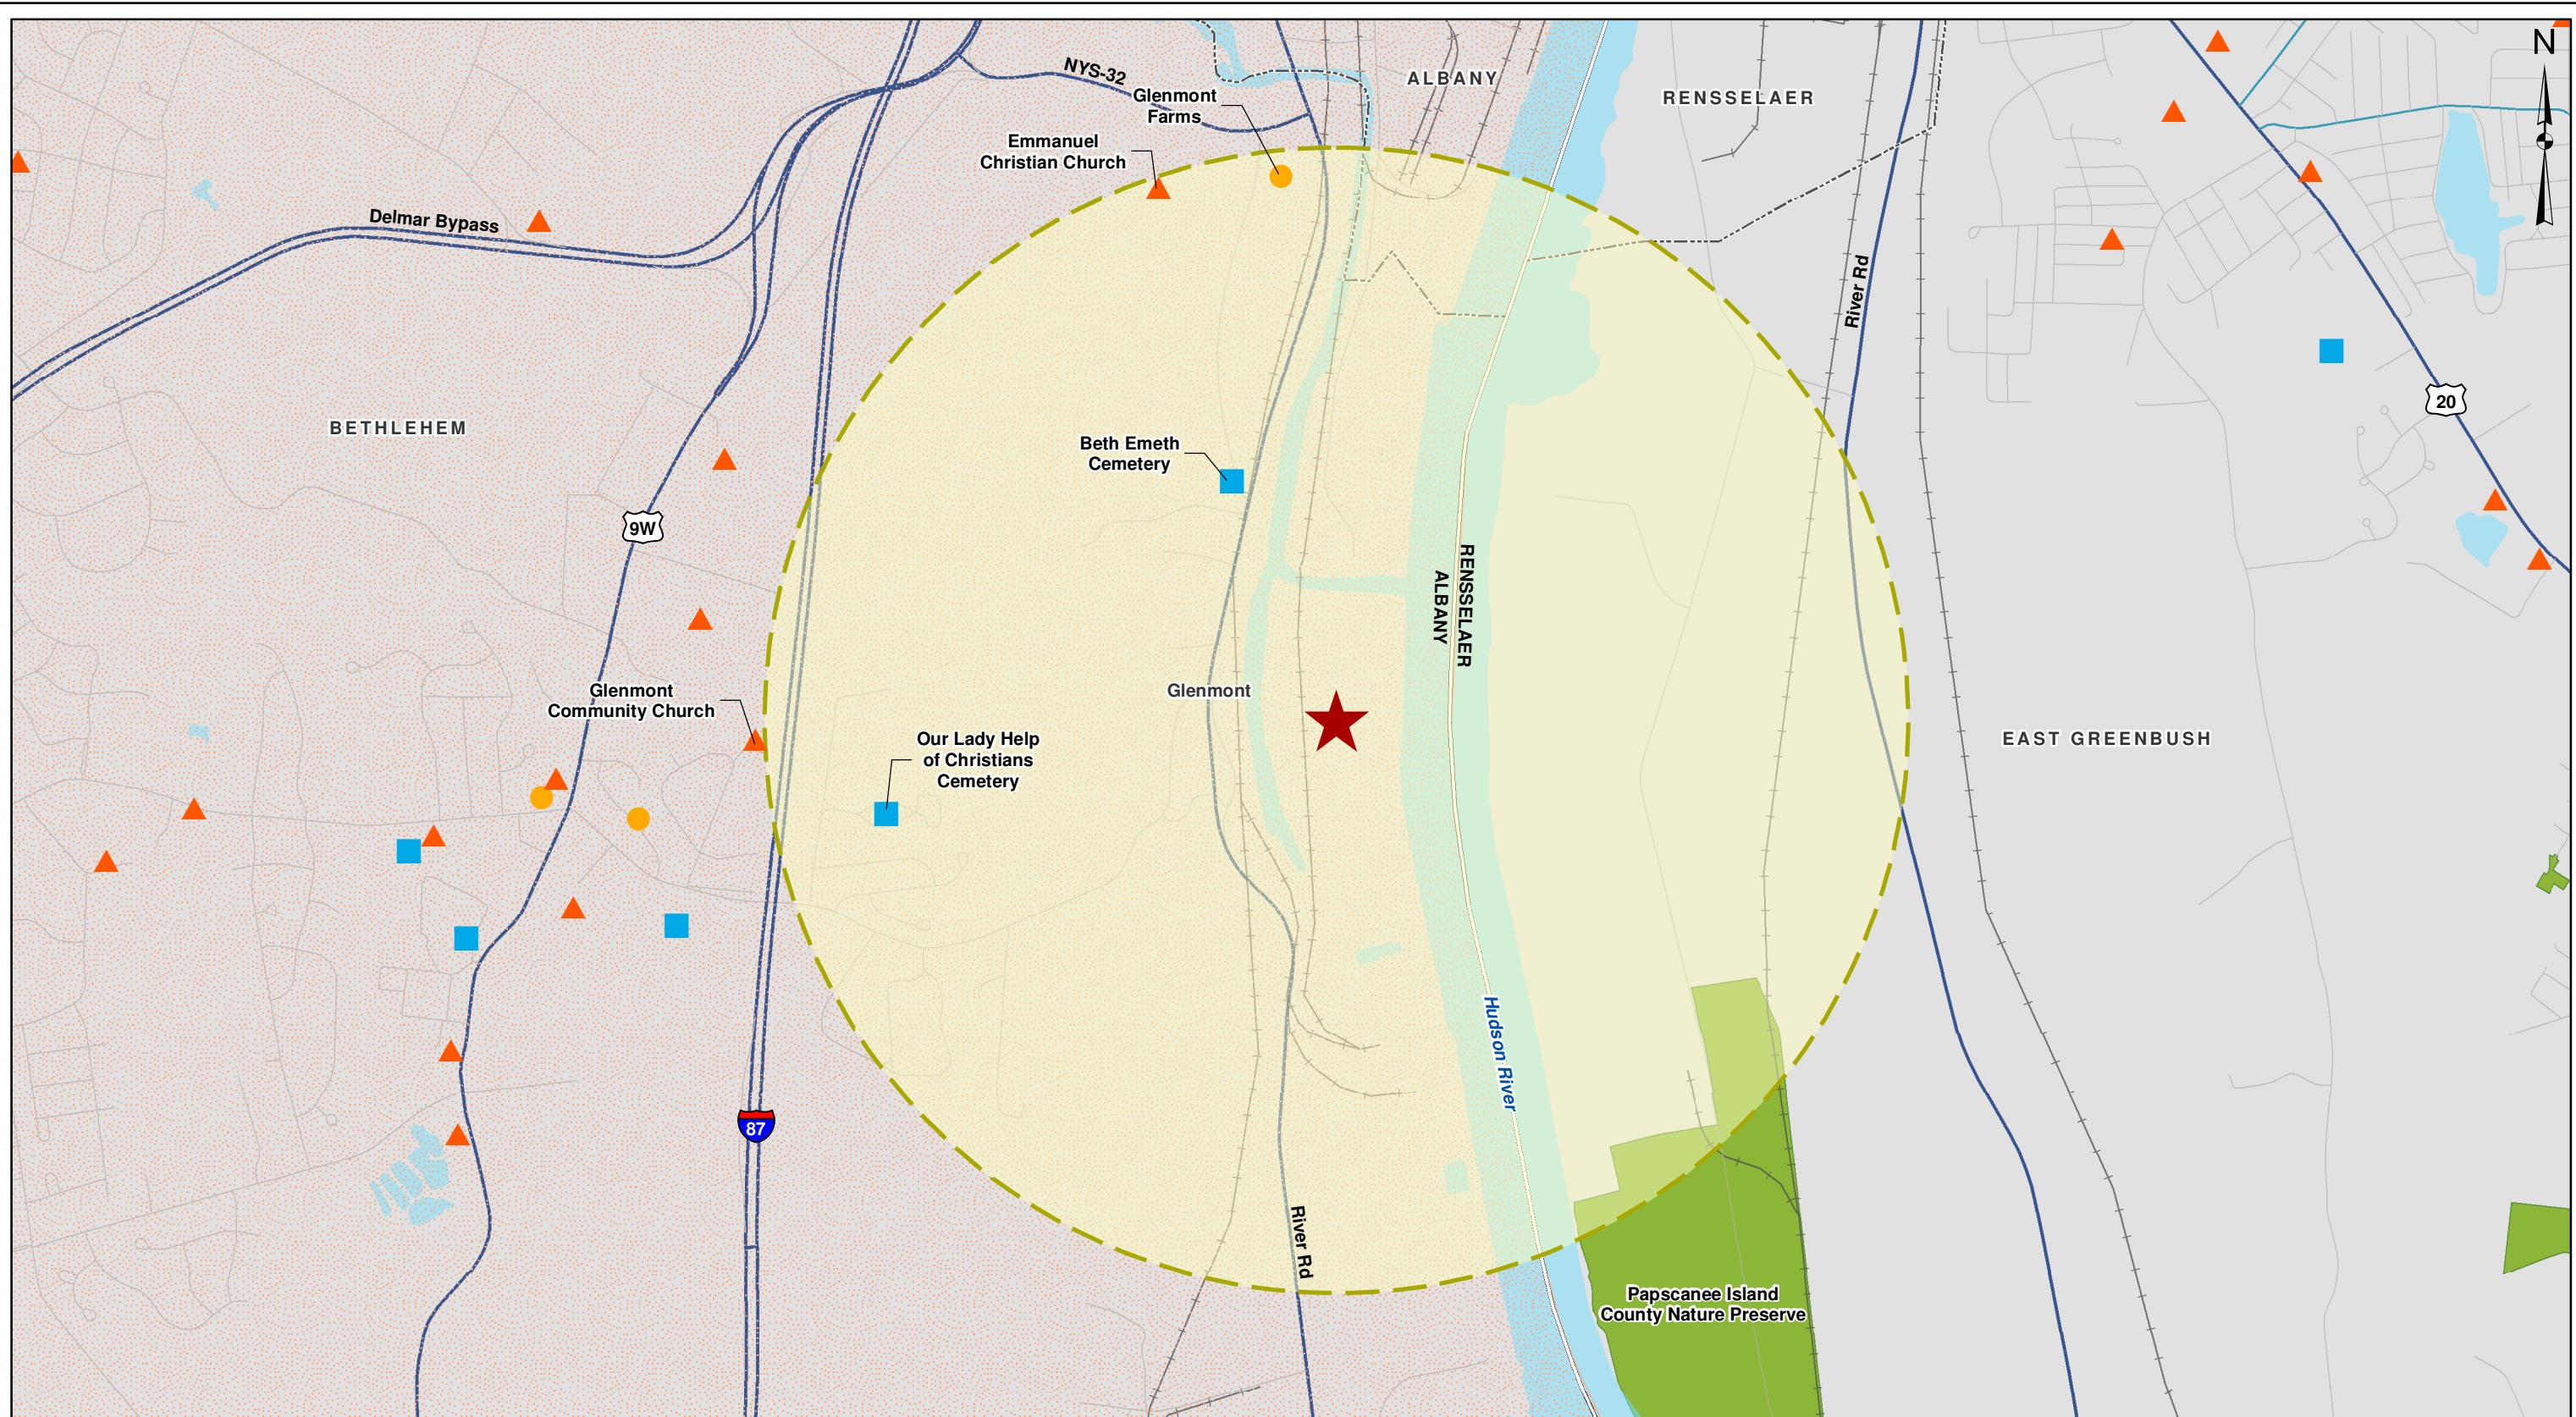 N
NYS-32
ALBANY
RENSSELAER
Glenmont
Farms
Emmanuel
Christian Church
Delmar Bypass
River Rd
20
BETHLEHEM
Beth Emeth
Cemetery
9W
RENSSELAER
ALBANY
Glenmont
Glenmont
Community Church
Our Lady Help
of Christians
Cemetery
EAST GREENBUSH
Hudson River
87
River Rd
Papscanee Island
County Nature Preserve